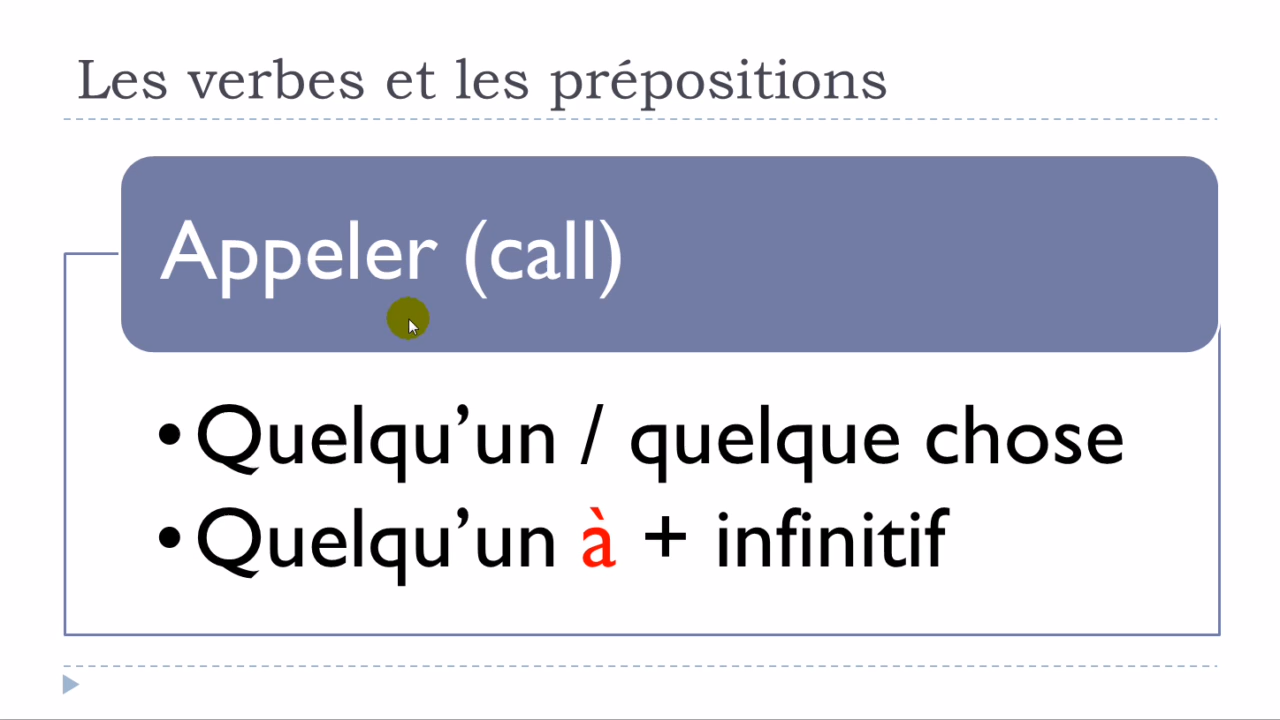 Les verbes et les prépositions
Appeler (call)
•Quelqu’un / quelque chose
•Quelqu’un à + infinitif